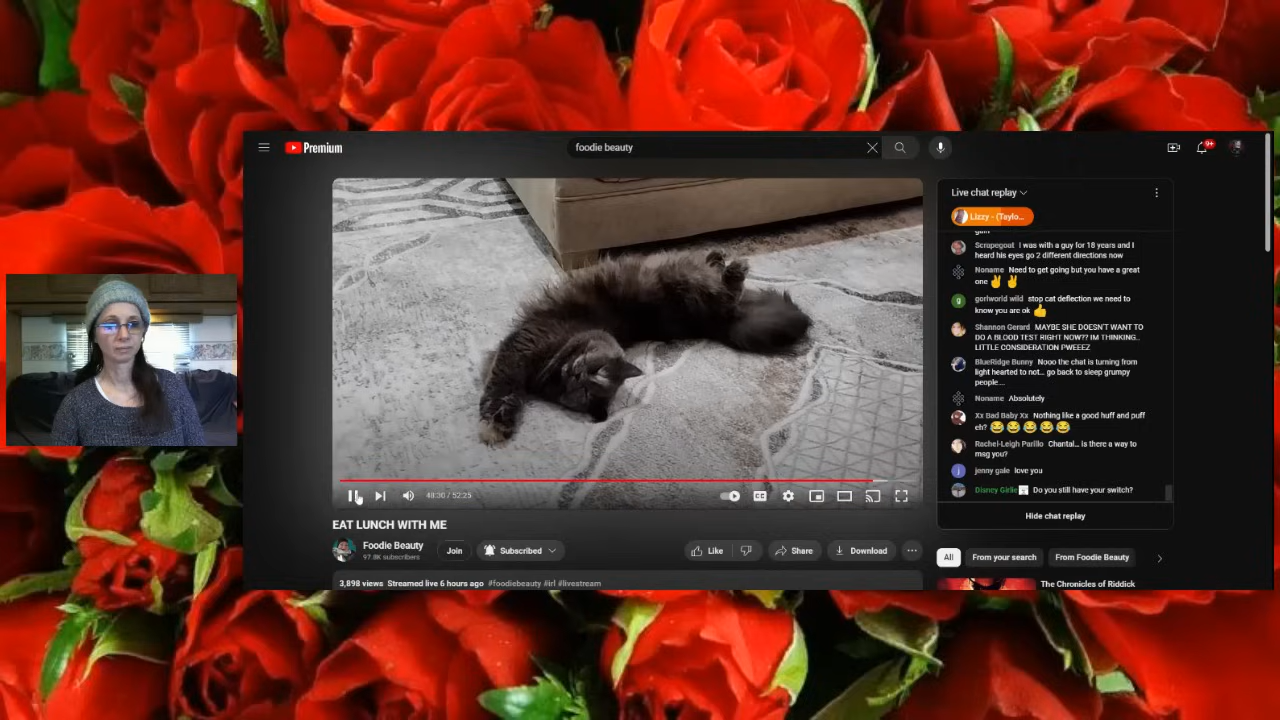 Premium
foodie beauty
9+
Live chat replay
Lizzy - (Taylo...
Scropegoat I was with a guy for 18 years and I
heard his eyes go 2 different directions now
Noname Need to get going but you have a great
one ✌️ ✌️
gorlworld wild stop cat deflection we need to
know you are ok 👍
Shannon Gerard MAYBE SHE DOESN'T WANT TO
DO A BLOOD TEST RIGHT NOW?? IM THINKING..
LITTLE CONSIDERATION PWEEEZ
BlueRidge Bunny Nooo the chat is turning from
light hearted to not... go back to sleep grumpy
people...
Noname Absolutely
Xx Bad Baby Xx Nothing like a good huff and puff
eh? 😂😂😂😂😂
Rachel-Leigh Parillo Chantal... is there a way to
msg you?
jenny gale love you
Disney Girlie Do you still have your switch?
Hide chat replay
48:30 / 52:25
CC
EAT LUNCH WITH ME
Foodie Beauty
97.8K subscribers
Join
Subscribed
Like
Share
Download
All
From your search
From Foodie Beauty
3,898 views Streamed live 6 hours ago #foodiebeauty #irl #livestream
The Chronicles of Riddick